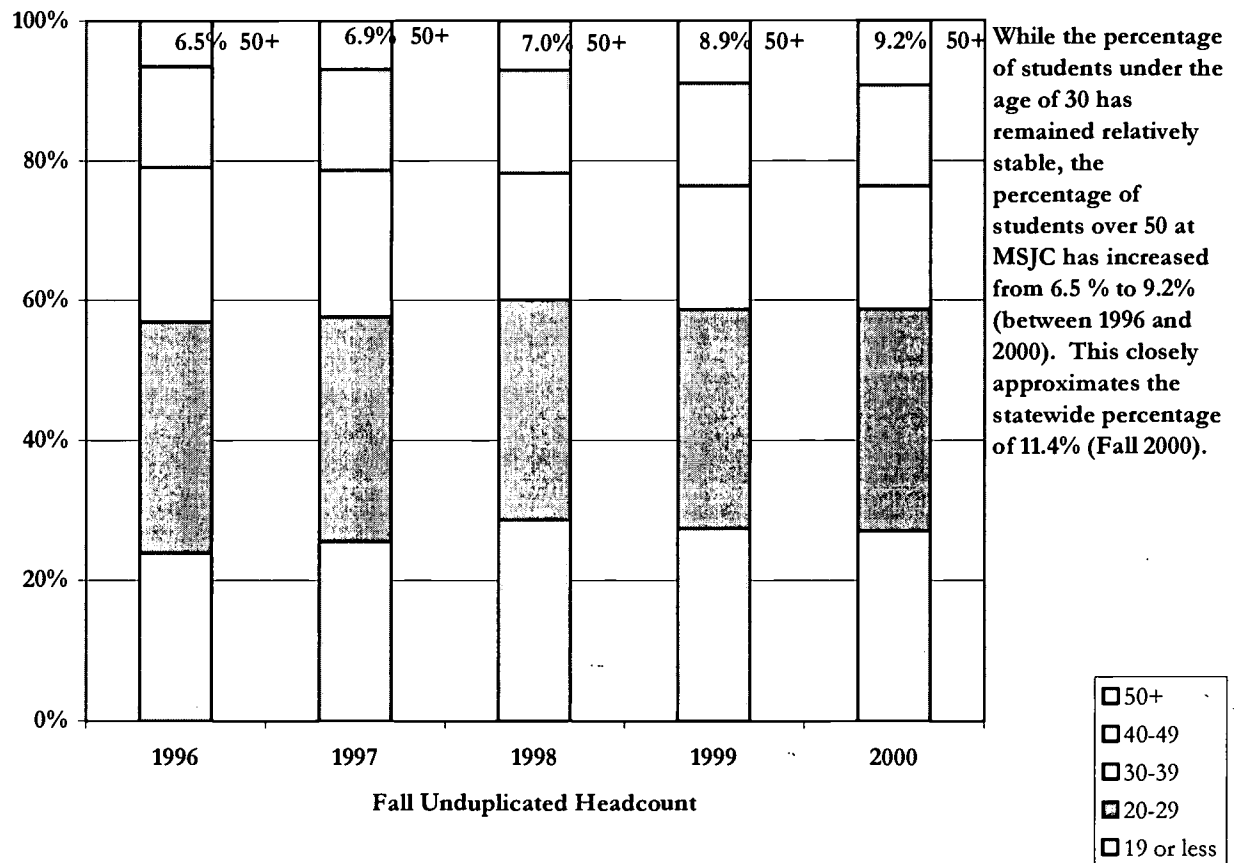 100%
6.5% 50+ 6.9% 50+ 7.0% 50+ 8.9% 50+ 9.2% 50+
80%
60%
40%
20%
0%
1996 1997 1998 1999 2000
Fall Unduplicated Headcount
While the percentage
of students under the
age of 30 has
remained relatively
stable, the
percentage of
students over 50 at
MSJC has increased
from 6.5 % to 9.2%
(between 1996 and
2000). This closely
approximates the
statewide percentage
of 11.4% (Fall 2000).
50+
40-49
30-39
20-29
19 or less